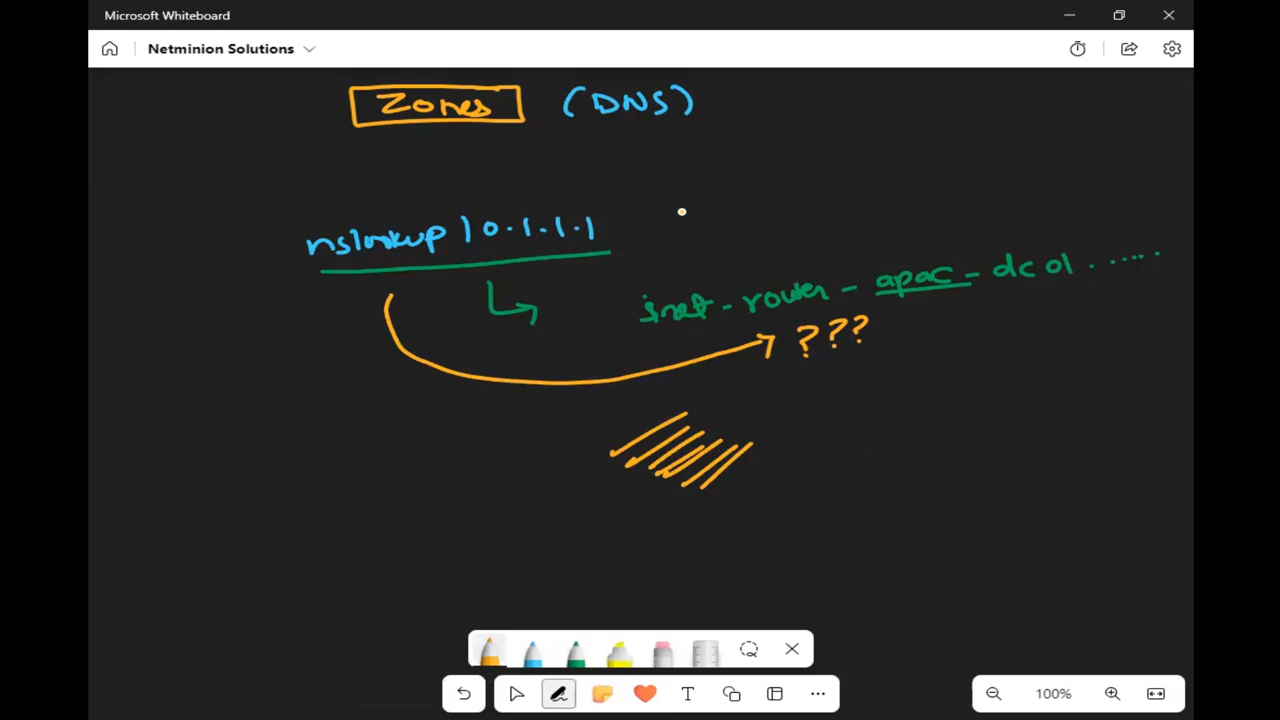 Microsoft Whiteboard
Netminion Solutions
Zones (DNS)
nslookup 10.1.1.1
inet-router-apac-dc01......
???
100%